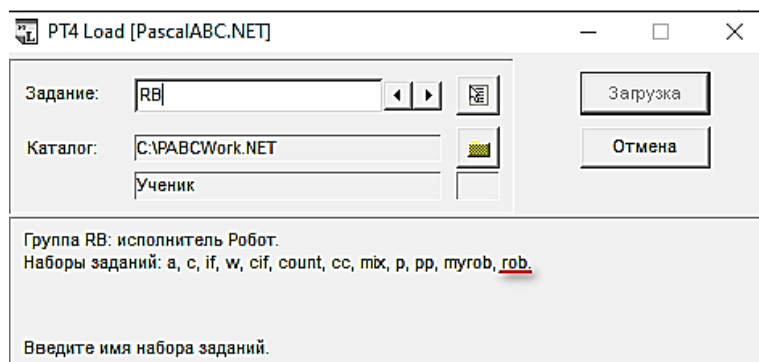 PT4 Load [PascalABC.NET]
Задание: RB
Загрузка
Каталог: C:\PABCWork.NET
Отмена
Ученик
Группа RB: исполнитель Робот.
Наборы заданий: a, c, if, w, cif, count, cc, mix, p, pp, myrob, rob.
Введите имя набора заданий.